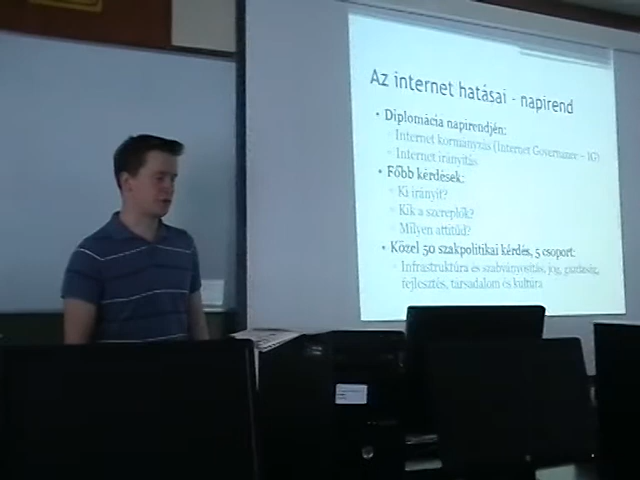 Az internet hatásai - napirend
• Diplomácia napirendjén:
◦ Internet kormányzás (Internet Governance – IG)
◦ Internet irányítás
• Főbb kérdések:
◦ Ki irányít?
◦ Kik a szereplők?
◦ Milyen attitűd?
• Közel 50 szakpolitikai kérdés, 5 csoport:
◦ Infrastruktúra és szabványosítás, jog, gazdaság,
fejlesztés, társadalom és kultúra